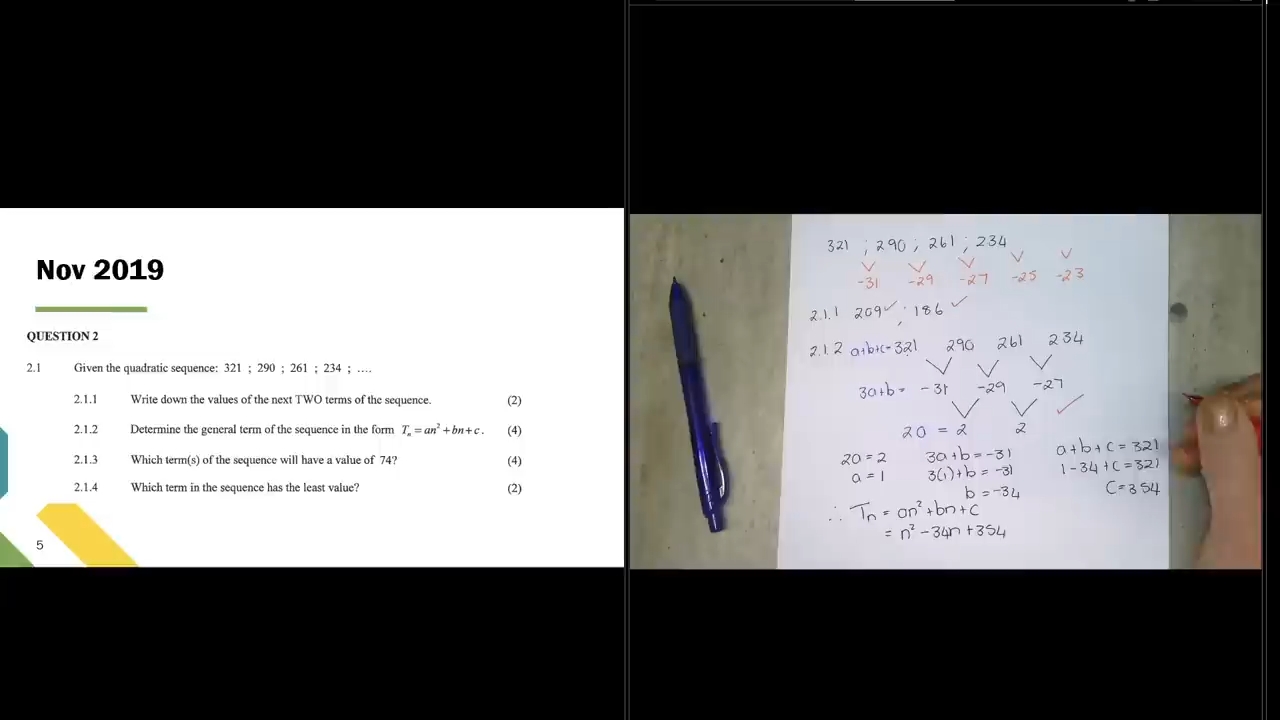 Nov 2019
QUESTION 2
2.1 Given the quadratic sequence: 321 ; 290 ; 261 ; 234 ; ....
2.1.1 Write down the values of the next TWO terms of the sequence. (2)
2.1.2 Determine the general term of the sequence in the form Tₙ = an² + bn + c. (4)
2.1.3 Which term(s) of the sequence will have a value of 74? (4)
2.1.4 Which term in the sequence has the least value? (2)
5
321 ; 290 ; 261 ; 234
-31 -29 -27 -25 -23
2.1.1 209✓ ; 186 ✓
2.1.2 a+b+c=321 290 261 234
3a+b = -31 -29 -27
2a = 2 2 ✓
2a = 2 3a+b = -31 a+b+c = 321
a = 1 3(1)+b = -31 1-34+c = 321
b = -34 C = 354
∴ Tn = an² + bn + c
= n² - 34n + 354